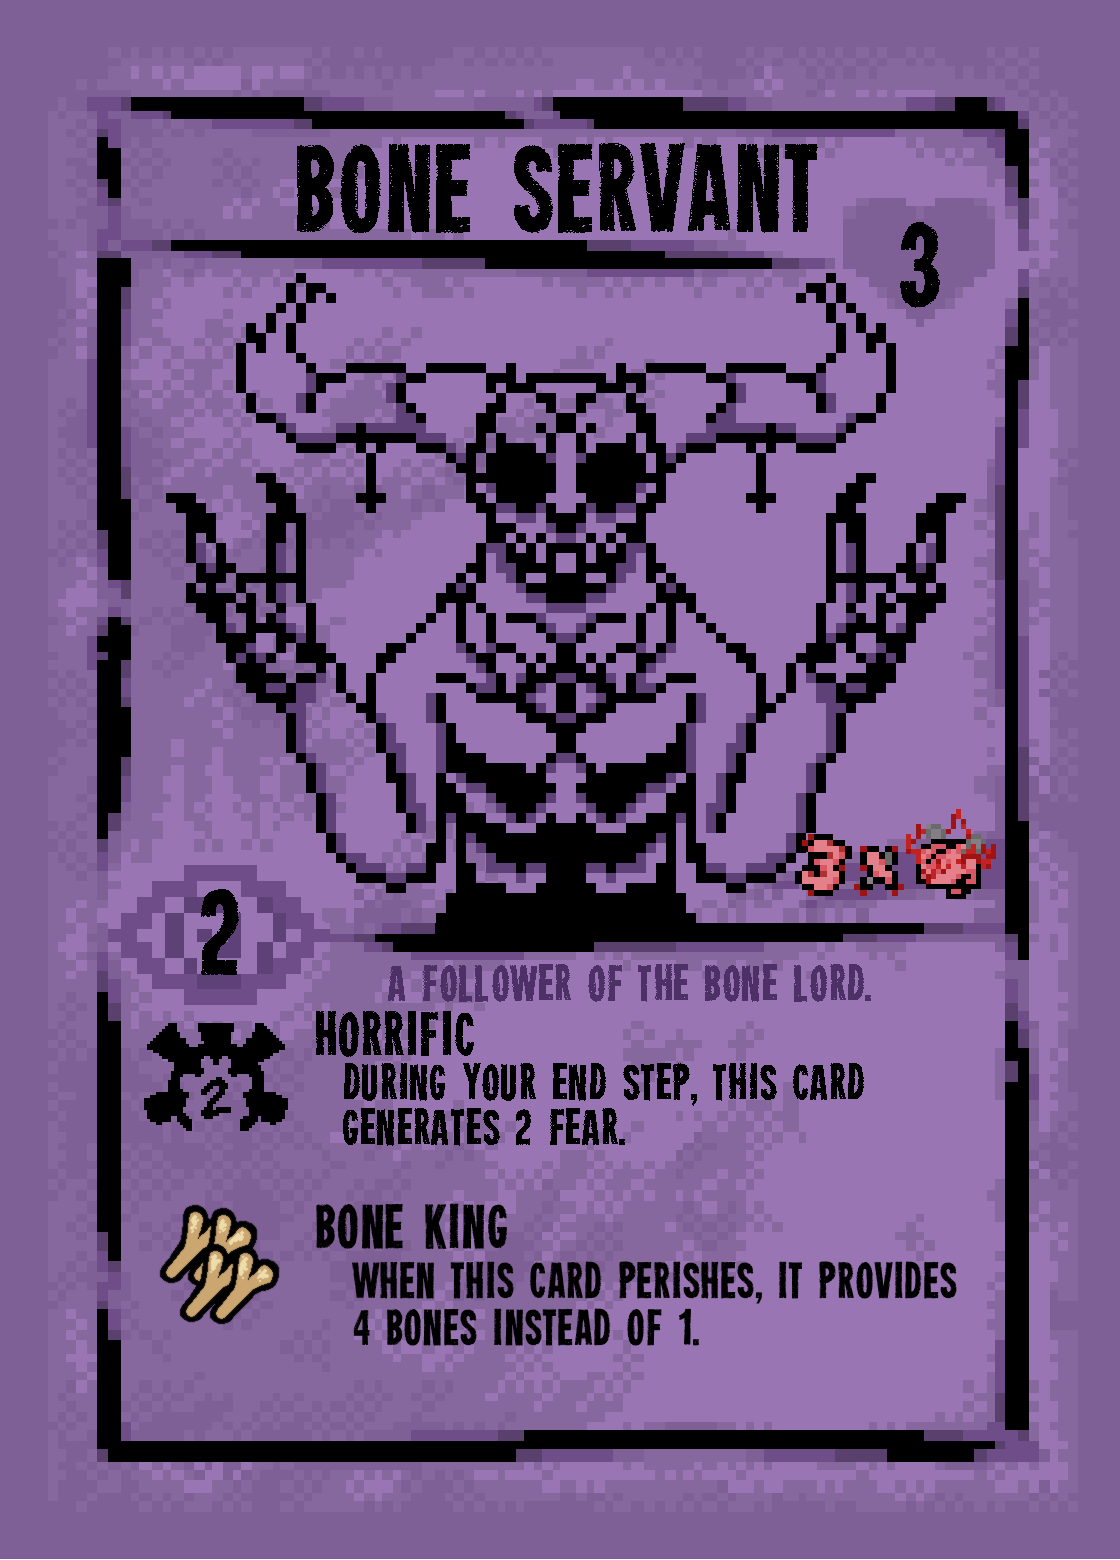 BONE SERVANT
3
3 X
2
A FOLLOWER OF THE BONE LORD.
HORRIFIC
2
DURING YOUR END STEP, THIS CARD
GENERATES 2 FEAR.
BONE KING
WHEN THIS CARD PERISHES, IT PROVIDES
4 BONES INSTEAD OF 1.